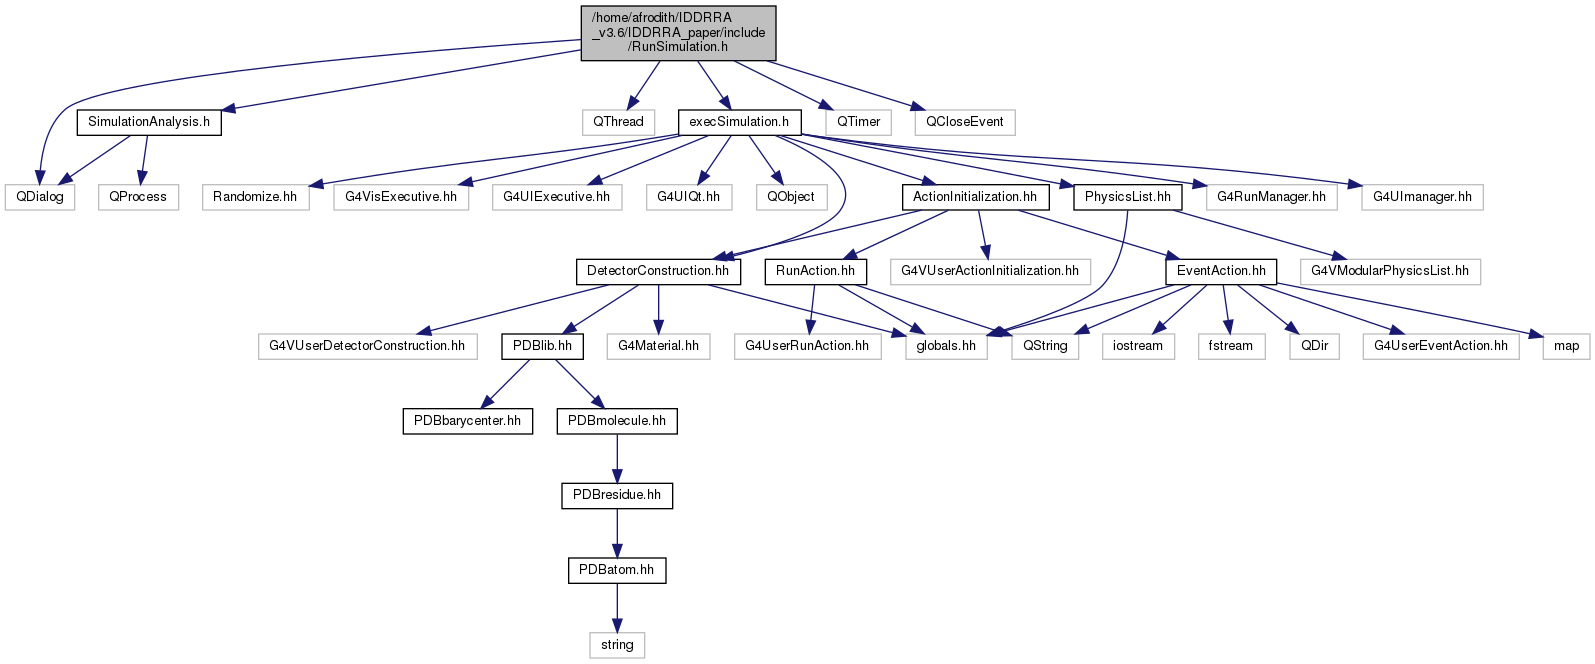 /home/afrodith/IDDRRA
_v3.6/IDDRRA_paper/include
/RunSimulation.h
SimulationAnalysis.h
QThread
execSimulation.h
QTimer
QCloseEvent
QDialog
QProcess
Randomize.hh
G4VisExecutive.hh
G4UIExecutive.hh
G4UIQt.hh
QObject
ActionInitialization.hh
PhysicsList.hh
G4RunManager.hh
G4UImanager.hh
DetectorConstruction.hh
RunAction.hh
G4VUserActionInitialization.hh
EventAction.hh
G4VModularPhysicsList.hh
G4VUserDetectorConstruction.hh
PDBlib.hh
G4Material.hh
G4UserRunAction.hh
globals.hh
QString
iostream
fstream
QDir
G4UserEventAction.hh
map
PDBbarycenter.hh
PDBmolecule.hh
PDBresidue.hh
PDBatom.hh
string